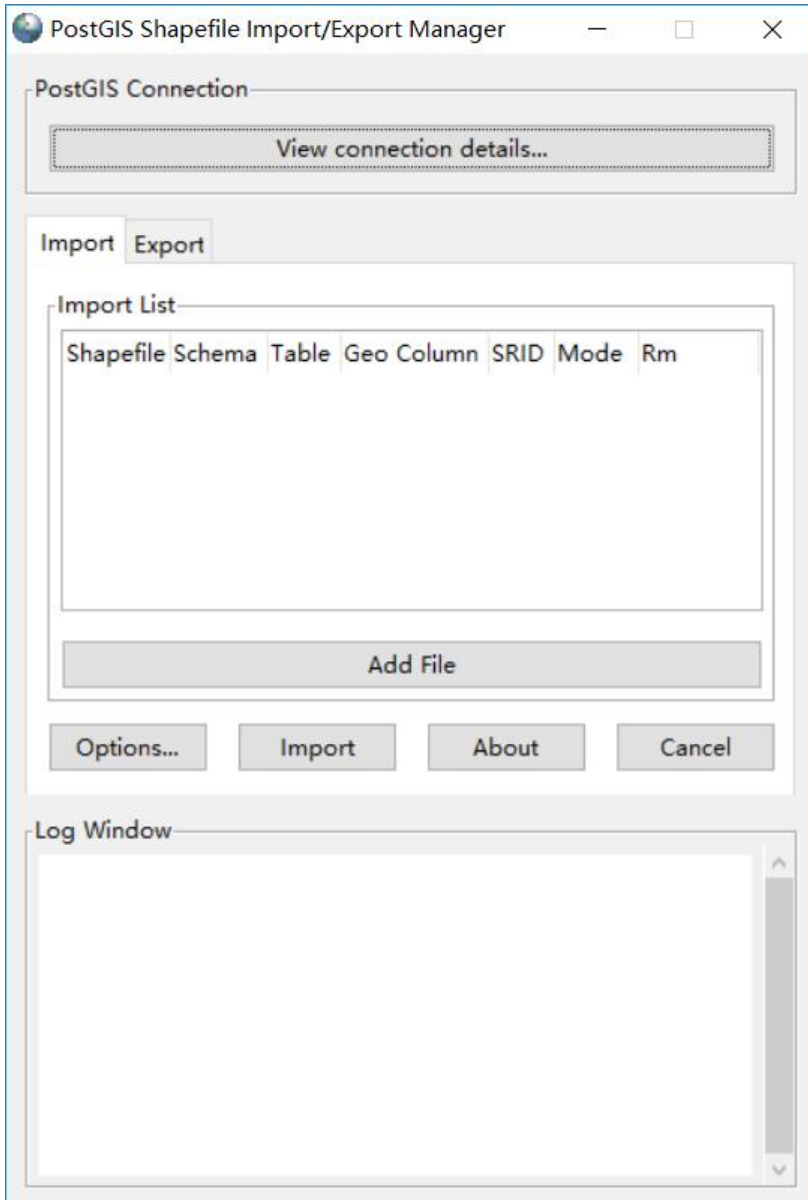 PostGIS Shapefile Import/Export Manager
PostGIS Connection
View connection details...
Import Export
Import List
Shapefile Schema Table Geo Column SRID Mode Rm
Add File
Options... Import About Cancel
Log Window